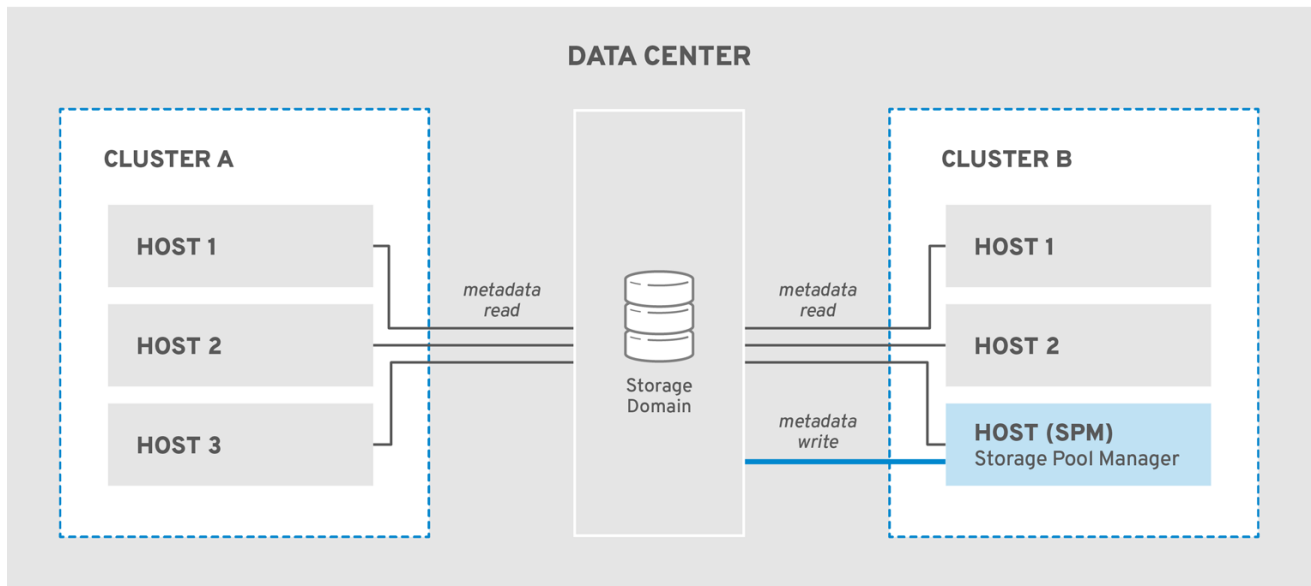 DATA CENTER
CLUSTER A
HOST 1
HOST 2
HOST 3
metadata
read
Storage
Domain
metadata
read
metadata
write
CLUSTER B
HOST 1
HOST 2
HOST (SPM)
Storage Pool Manager